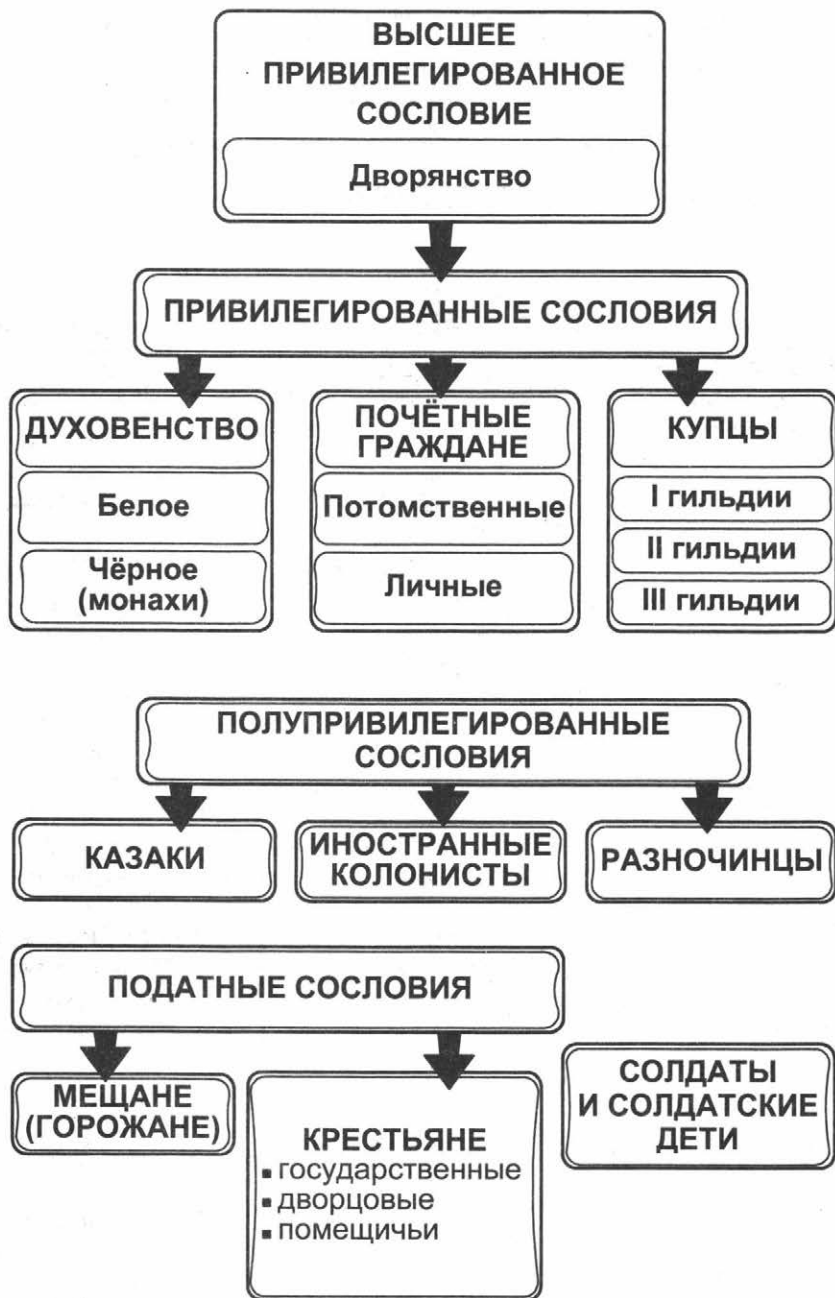 ВЫСШЕЕ
ПРИВИЛЕГИРОВАННОЕ
СОСЛОВИЕ
Дворянство
ПРИВИЛЕГИРОВАННЫЕ СОСЛОВИЯ
ДУХОВЕНСТВО
Белое
Чёрное
(монахи)
ПОЧЁТНЫЕ
ГРАЖДАНЕ
Потомственные
Личные
КУПЦЫ
I гильдии
II гильдии
III гильдии
ПОЛУПРИВИЛЕГИРОВАННЫЕ
СОСЛОВИЯ
КАЗАКИ
ИНОСТРАННЫЕ
КОЛОНИСТЫ
РАЗНОЧИНЦЫ
ПОДАТНЫЕ СОСЛОВИЯ
МЕЩАНЕ
(ГОРОЖАНЕ)
КРЕСТЬЯНЕ
▪ государственные
▪ дворцовые
▪ помещичьи
СОЛДАТЫ
И СОЛДАТСКИЕ
ДЕТИ